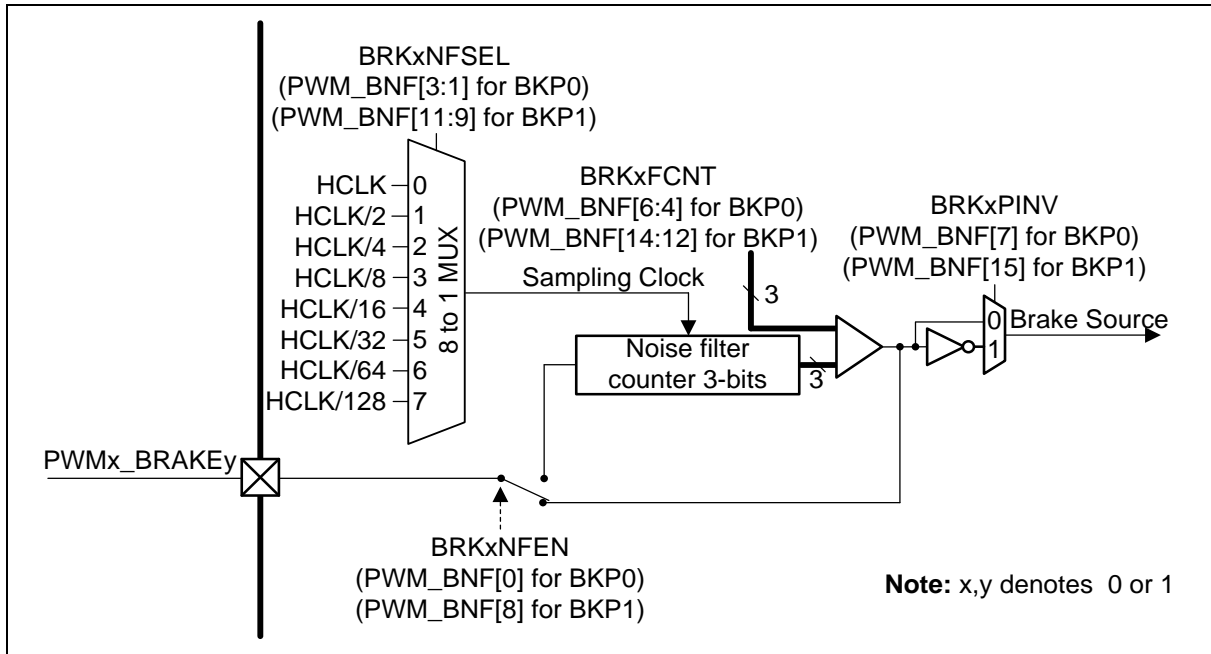 BRKxNFSEL
(PWM_BNF[3:1] for BKP0)
(PWM_BNF[11:9] for BKP1)
HCLK 0
HCLK/2 1
HCLK/4 2
HCLK/8 3
HCLK/16 4
HCLK/32 5
HCLK/64 6
HCLK/128 7
8 to 1 MUX
Sampling Clock
BRKxFCNT
(PWM_BNF[6:4] for BKP0)
(PWM_BNF[14:12] for BKP1)
3
Noise filter
counter 3-bits
3
BRKxPINV
(PWM_BNF[7] for BKP0)
(PWM_BNF[15] for BKP1)
0
1
Brake Source
PWMx_BRAKEy
BRKxNFEN
(PWM_BNF[0] for BKP0)
(PWM_BNF[8] for BKP1)
Note: x,y denotes 0 or 1